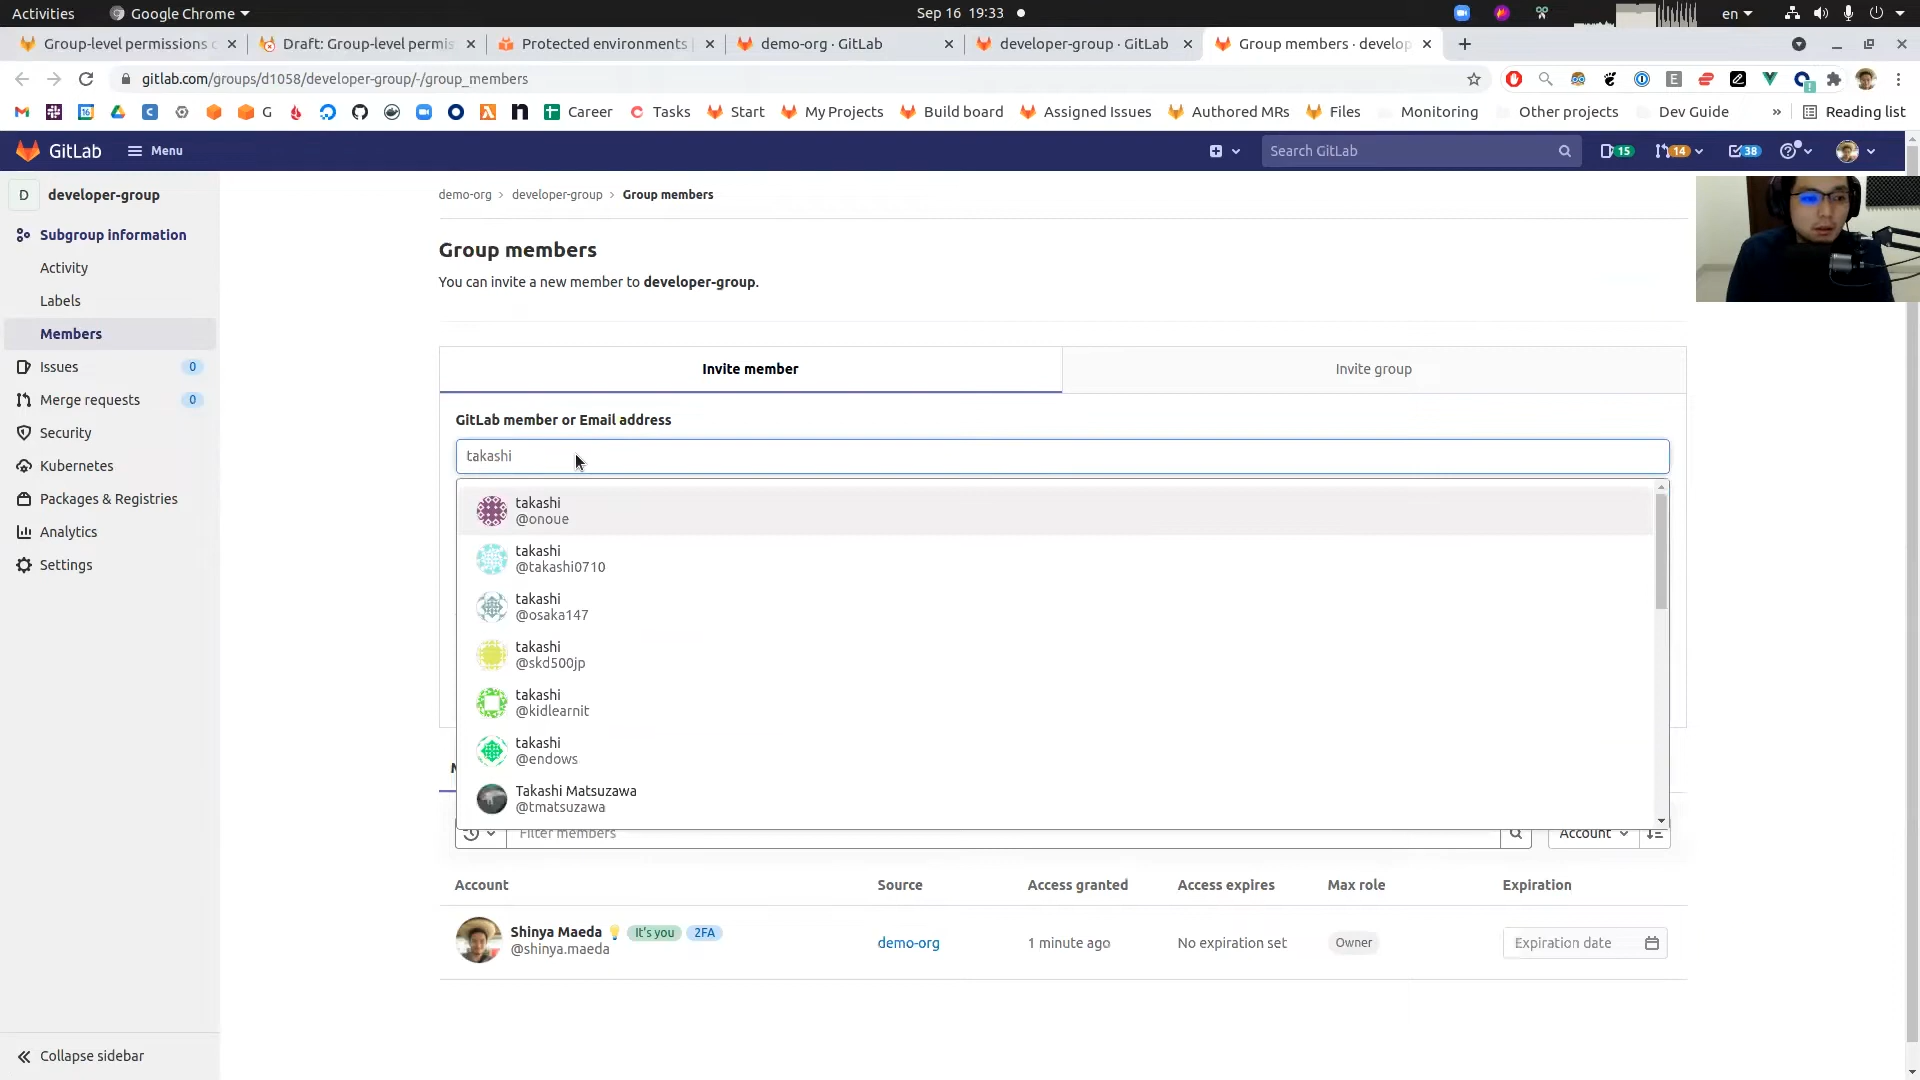 Activities
Google Chrome
Sep 16 19:33
en
Group-level permissions
Draft: Group-level permis
Protected environments
demo-org · GitLab
developer-group · GitLab
Group members · develop
gitlab.com/groups/d1058/developer-group/-/group_members
G
Career
Tasks
Start
My Projects
Build board
Assigned Issues
Authored MRs
Files
Monitoring
Other projects
Dev Guide
»
Reading list
GitLab
Menu
Search GitLab
15
14
38
D
developer-group
Subgroup information
Activity
Labels
Members
Issues
0
Merge requests
0
Security
Kubernetes
Packages & Registries
Analytics
Settings
Collapse sidebar
demo-org › developer-group › Group members
Group members
You can invite a new member to developer-group.
Invite member
Invite group
GitLab member or Email address
takashi
takashi
@onoue
takashi
@takashi0710
takashi
@osaka147
takashi
@skd500jp
takashi
@kidlearnit
takashi
@endows
Takashi Matsuzawa
@tmatsuzawa
Filter members
Account
Account
Source
Access granted
Access expires
Max role
Expiration
Shinya Maeda
It's you
2FA
@shinya.maeda
demo-org
1 minute ago
No expiration set
Owner
Expiration date